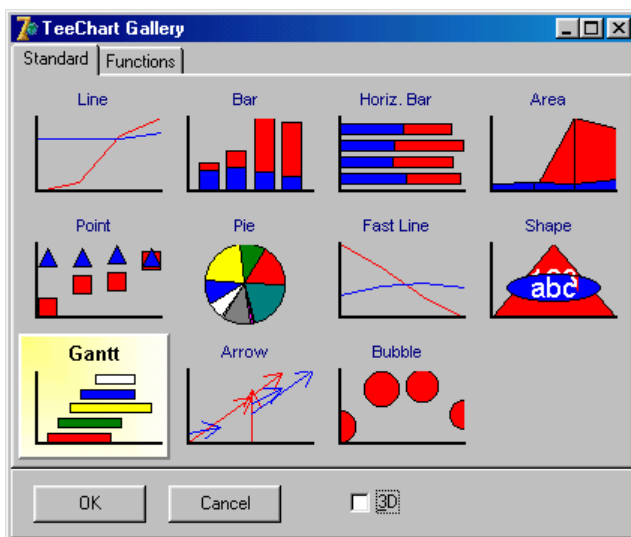 TeeChart Gallery
Standard Functions
Line Bar Horiz. Bar Area
Point Pie Fast Line Shape
abc
Gantt Arrow Bubble
OK Cancel 3D